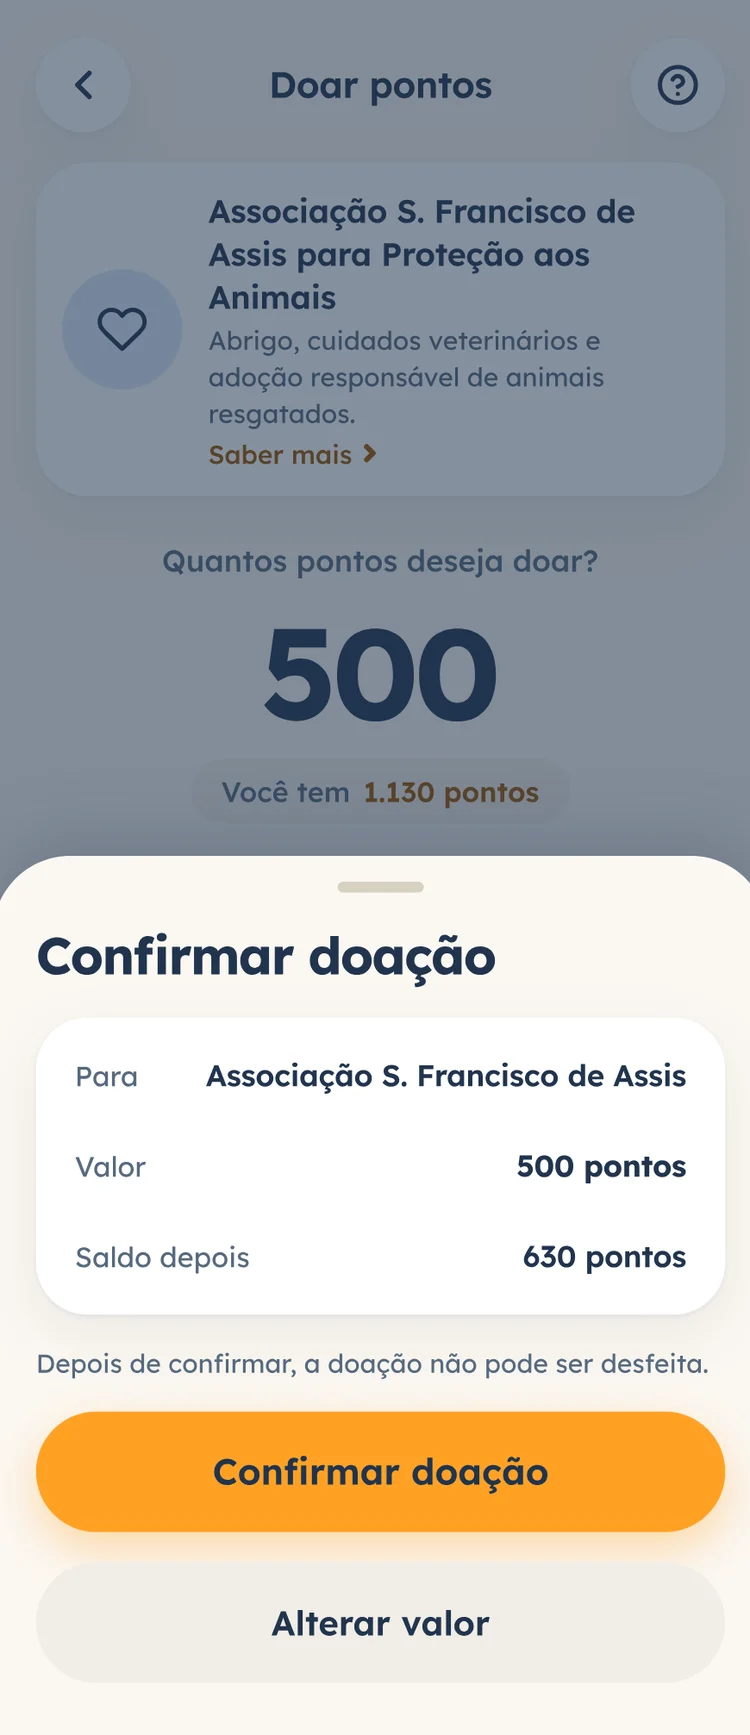 Doar pontos
Associação S. Francisco de
Assis para Proteção aos
Animais
Abrigo, cuidados veterinários e
adoção responsável de animais
resgatados.
Saber mais
Quantos pontos deseja doar?
500
Você tem 1.130 pontos
Confirmar doação
Para Associação S. Francisco de Assis
Valor 500 pontos
Saldo depois 630 pontos
Depois de confirmar, a doação não pode ser desfeita.
Confirmar doação
Alterar valor